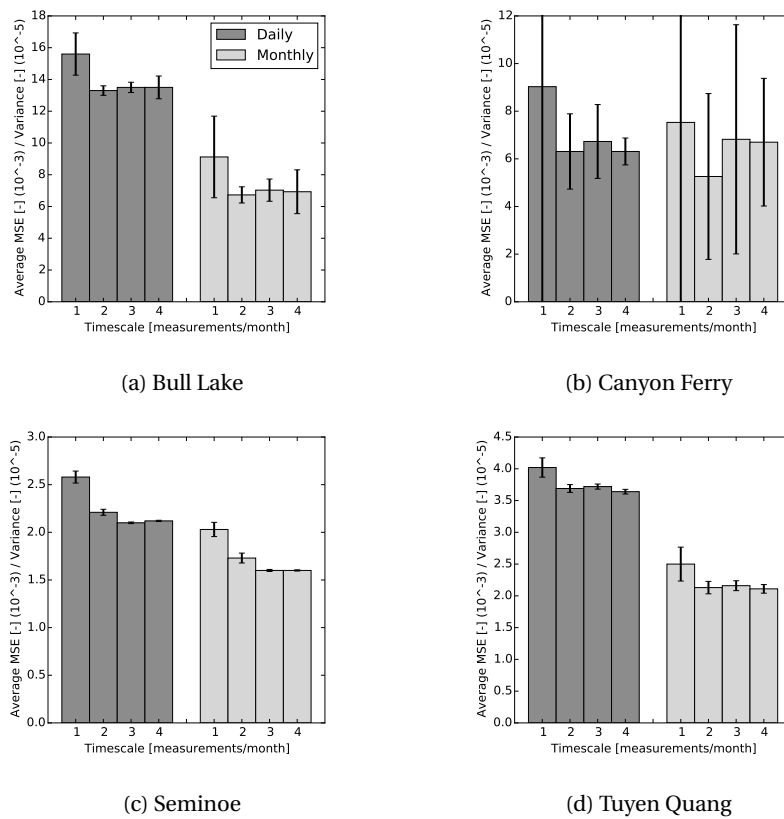 18
16
14
12
10
8
6
4
2
0
Average MSE [-] (10^-3) / Variance [-] (10^-5)
Daily
Monthly
1 2 3 4 1 2 3 4
Timescale [measurements/month]
(a) Bull Lake
12
10
8
6
4
2
0
Average MSE [-] (10^-3) / Variance [-] (10^-5)
1 2 3 4 1 2 3 4
Timescale [measurements/month]
(b) Canyon Ferry
3.0
2.5
2.0
1.5
1.0
0.5
0.0
Average MSE [-] (10^-3) / Variance [-] (10^-5)
1 2 3 4 1 2 3 4
Timescale [measurements/month]
(c) Seminoe
4.5
4.0
3.5
3.0
2.5
2.0
1.5
1.0
0.5
0.0
Average MSE [-] (10^-3) / Variance [-] (10^-5)
1 2 3 4 1 2 3 4
Timescale [measurements/month]
(d) Tuyen Quang